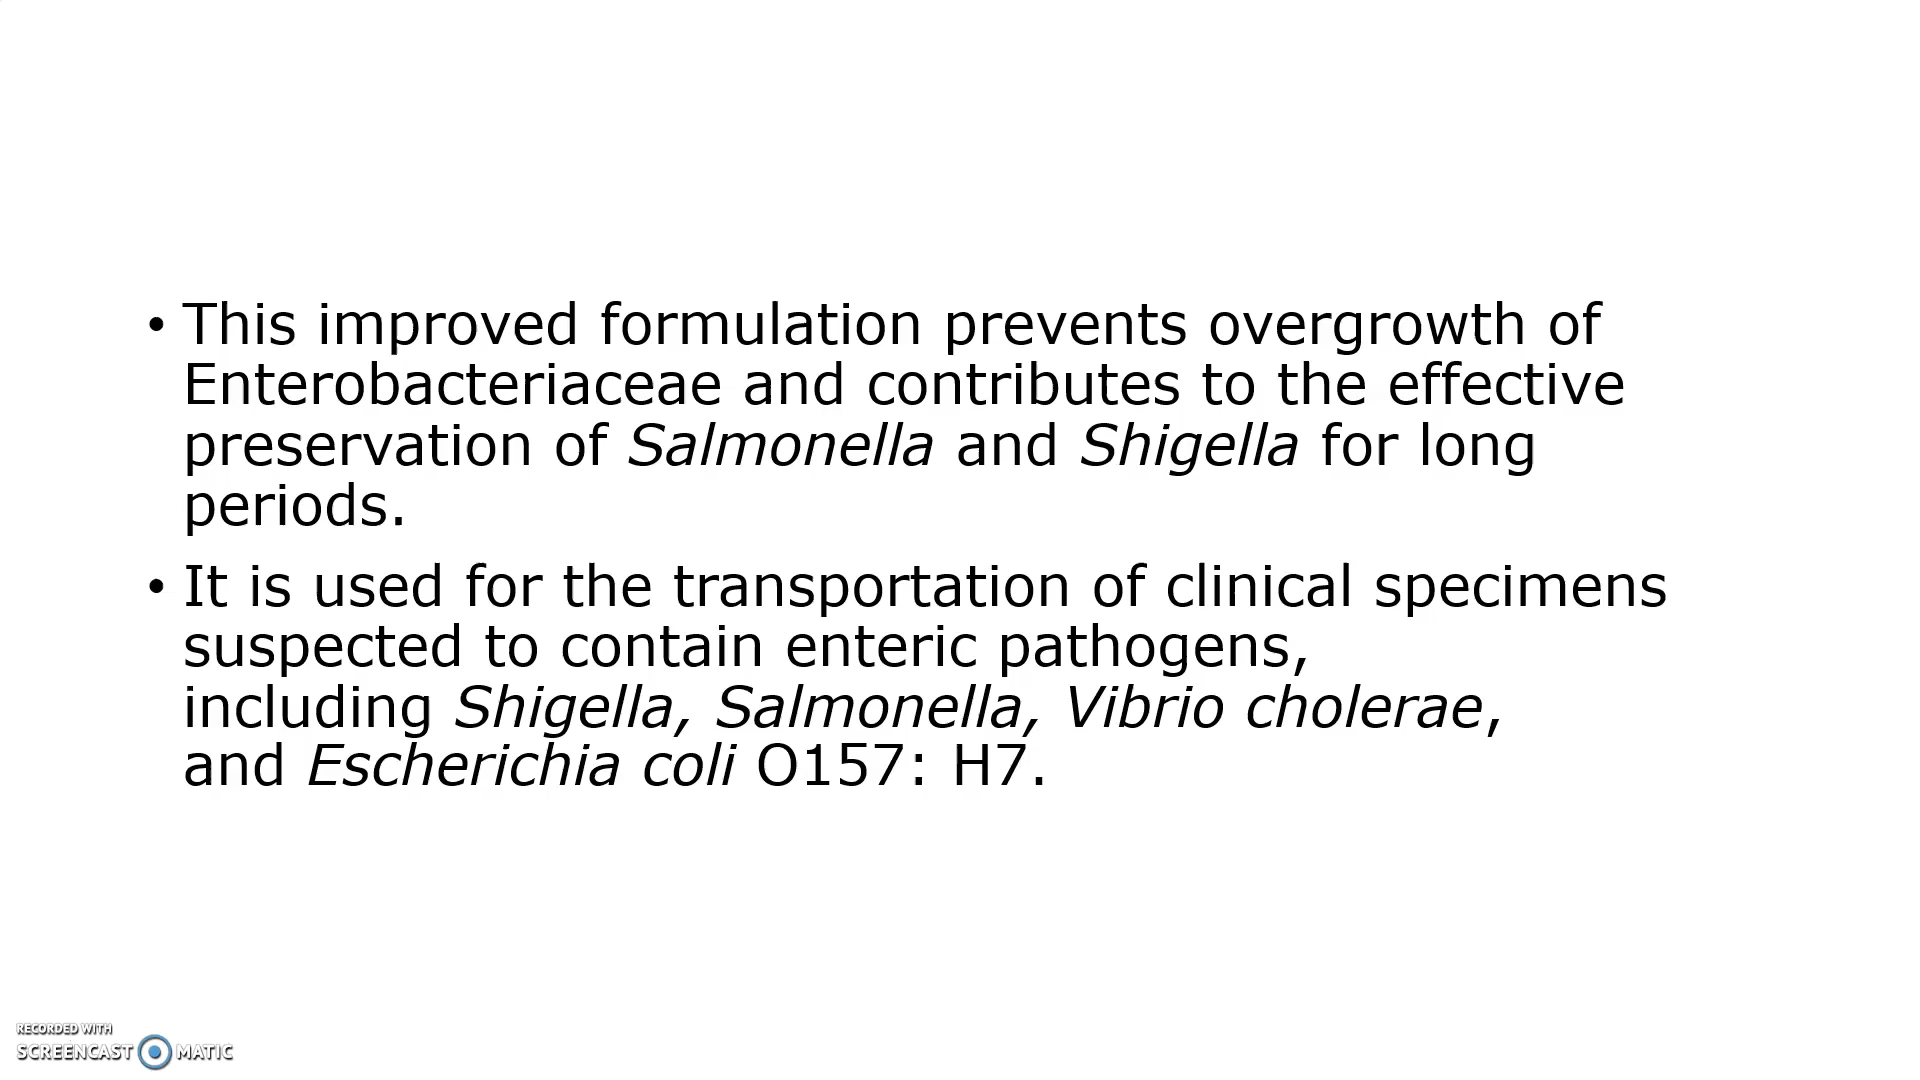 • This improved formulation prevents overgrowth of
Enterobacteriaceae and contributes to the effective
preservation of Salmonella and Shigella for long
periods.
• It is used for the transportation of clinical specimens
suspected to contain enteric pathogens,
including Shigella, Salmonella, Vibrio cholerae,
and Escherichia coli O157: H7.
RECORDED WITH
SCREENCAST MATIC